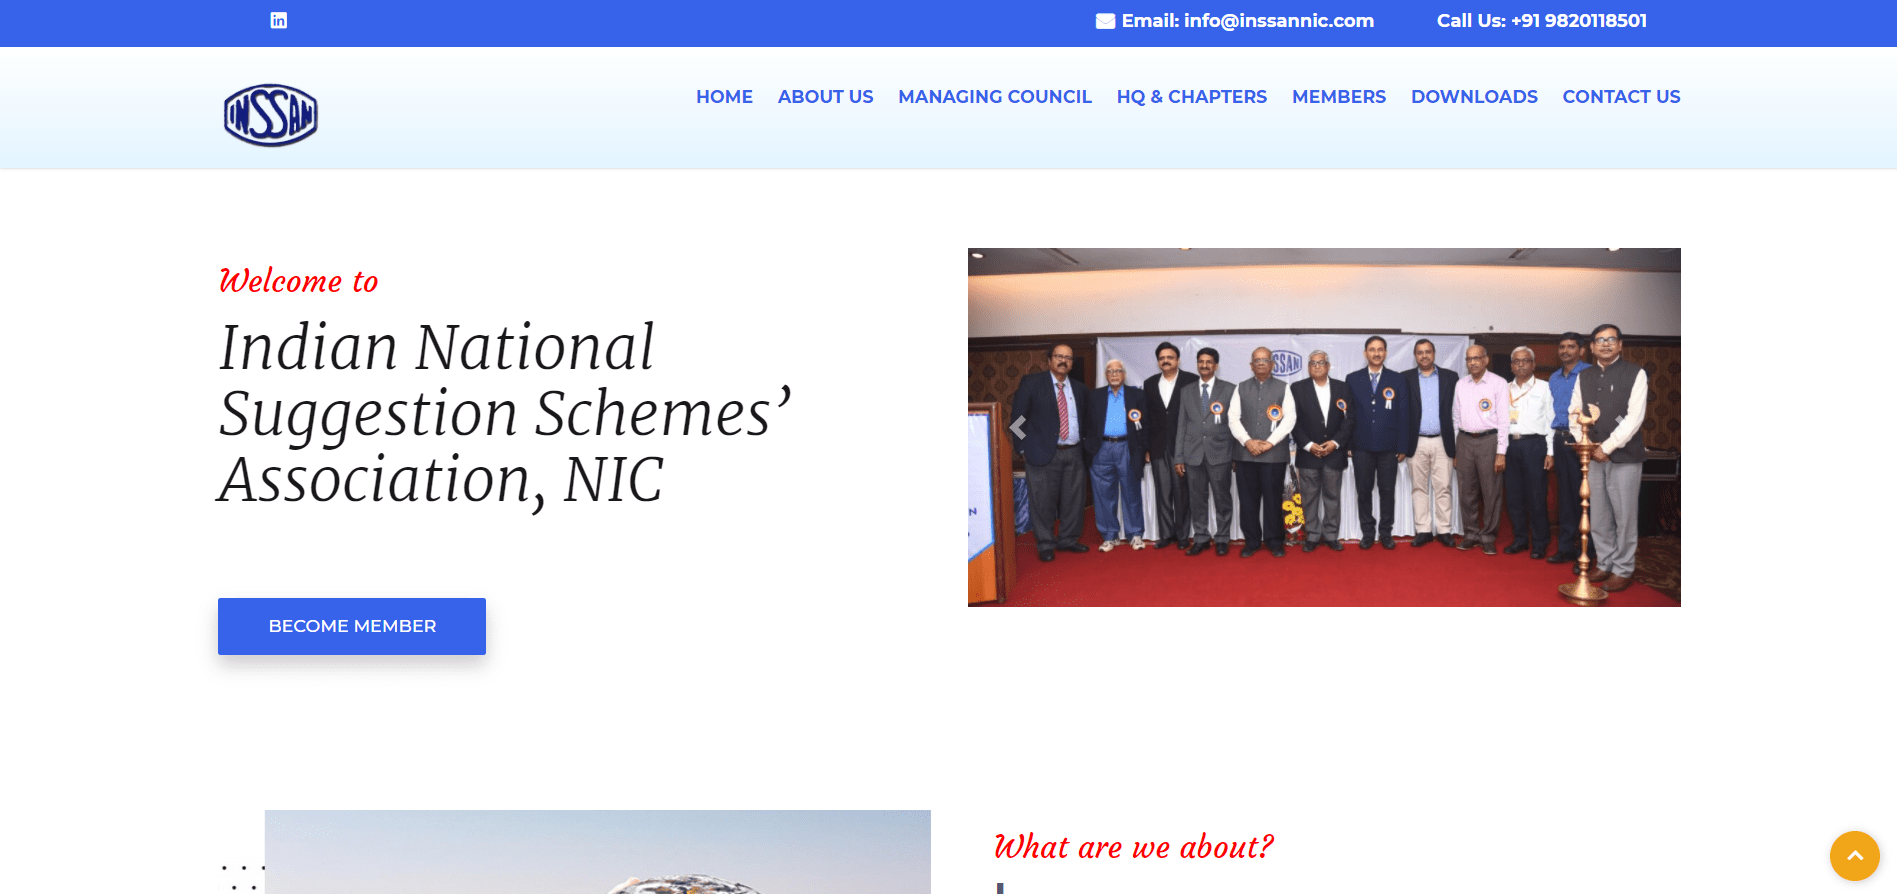 Email: info@inssannic.com
Call Us: +91 9820118501
INSSAN
HOME
ABOUT US
MANAGING COUNCIL
HQ & CHAPTERS
MEMBERS
DOWNLOADS
CONTACT US
Welcome to
Indian National
Suggestion Schemes’
Association, NIC
BECOME MEMBER
SSAN
N
What are we about?